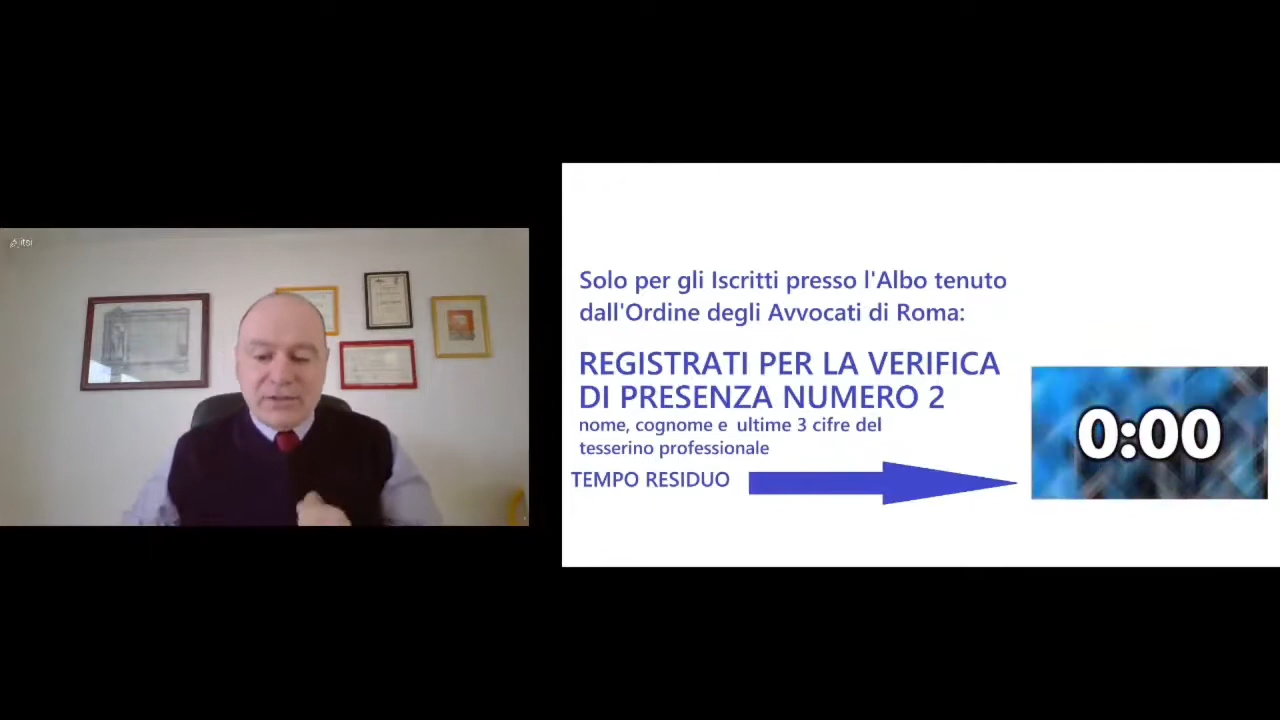 Solo per gli Iscritti presso l'Albo tenuto
dall'Ordine degli Avvocati di Roma:
REGISTRATI PER LA VERIFICA
DI PRESENZA NUMERO 2
nome, cognome e ultime 3 cifre del
tesserino professionale
TEMPO RESIDUO
0:00